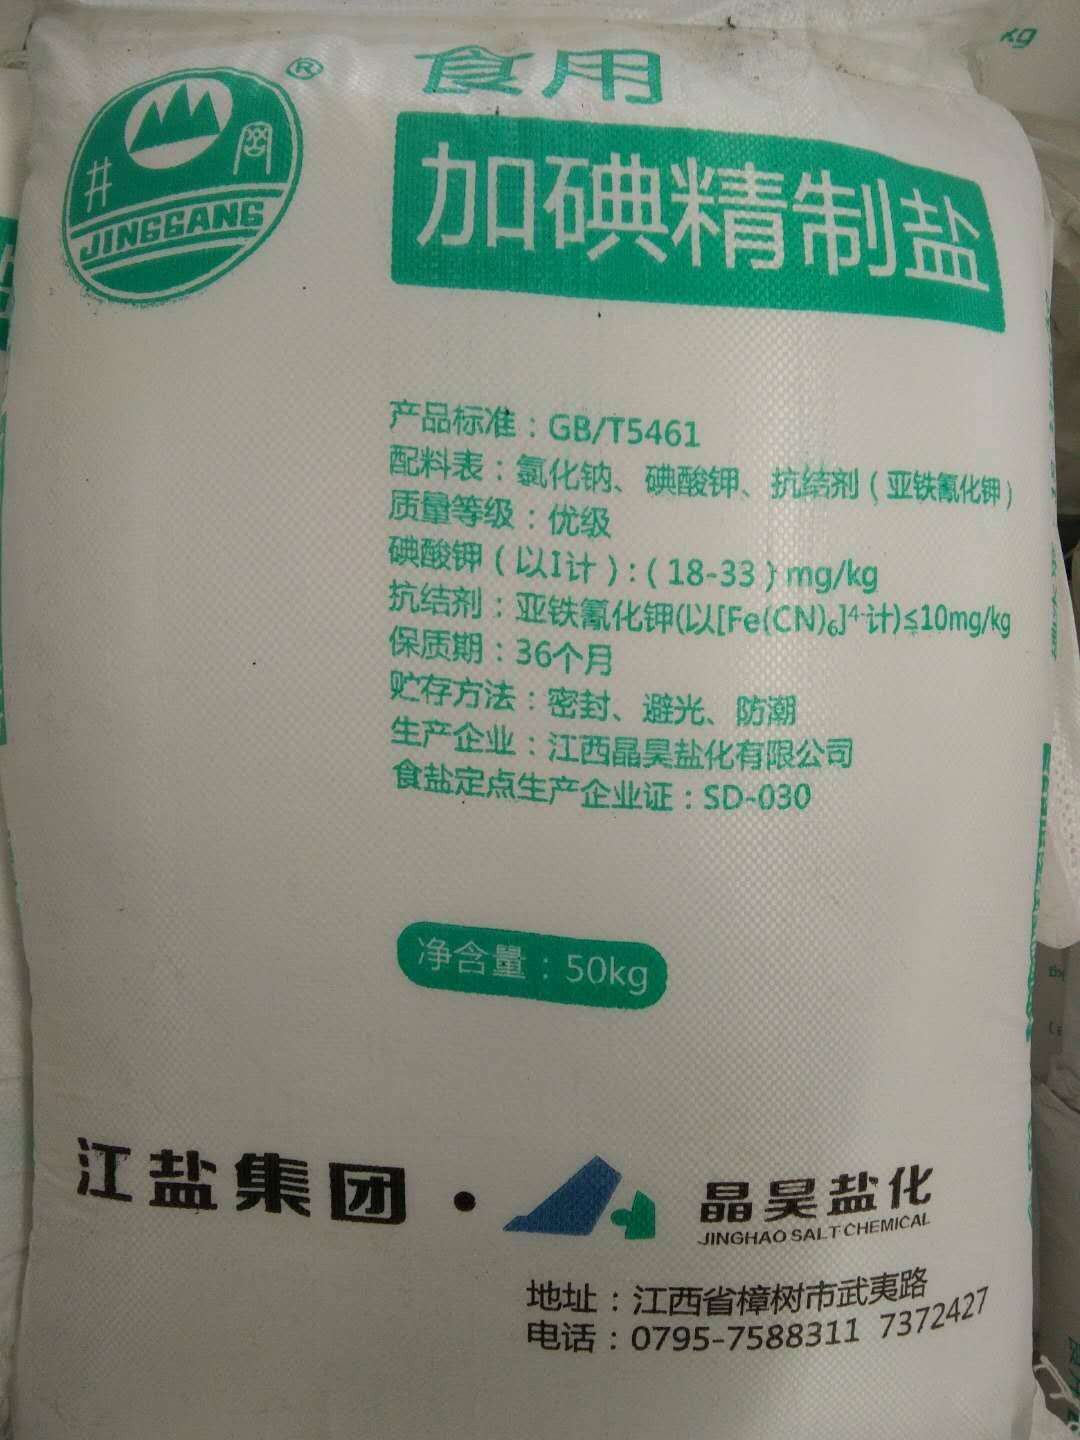 食用
®
井
冈
JINGGANG
加碘精制盐
产品标准：GB/T5461
配料表：氯化钠、碘酸钾、抗结剂（亚铁氰化钾）
质量等级：优级
碘酸钾（以I计）：（18-33）mg/kg
抗结剂：亚铁氰化钾(以[Fe(CN)₆]⁴⁻计)≤10mg/kg
保质期：36个月
贮存方法：密封、避光、防潮
生产企业：江西晶昊盐化有限公司
食盐定点生产企业证：SD-030
净含量：50kg
江盐集团·晶昊盐化
JINGHAO SALT CHEMICAL
地址：江西省樟树市武夷路
电话：0795-7588311 7372427
kg